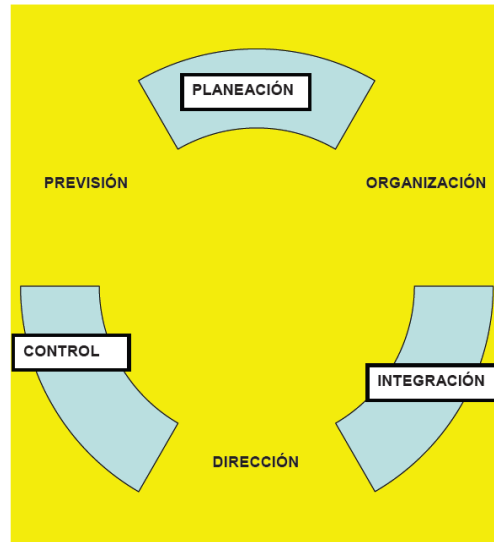 PLANEACIÓN
PREVISIÓN
ORGANIZACIÓN
CONTROL
INTEGRACIÓN
DIRECCIÓN